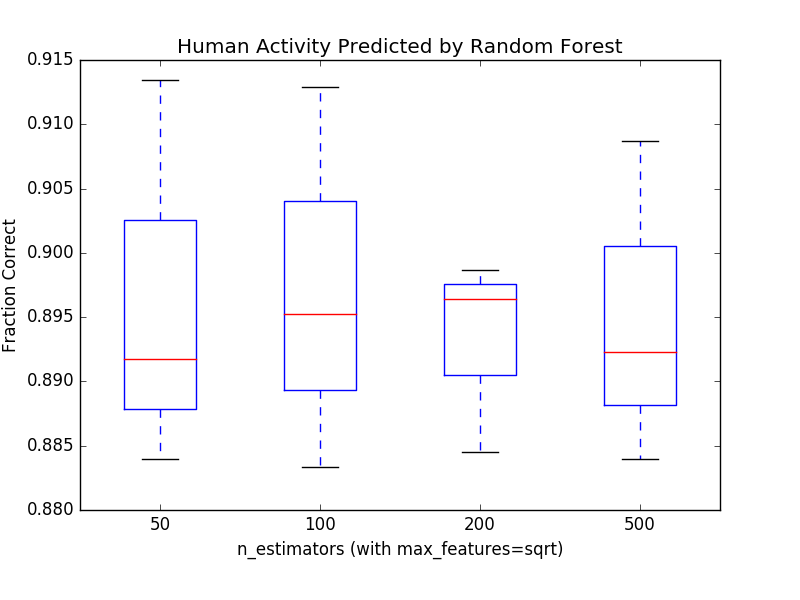 Human Activity Predicted by Random Forest
0.915
0.910
0.905
0.900
0.895
0.890
0.885
0.880
Fraction Correct
50 100 200 500
n_estimators (with max_features=sqrt)